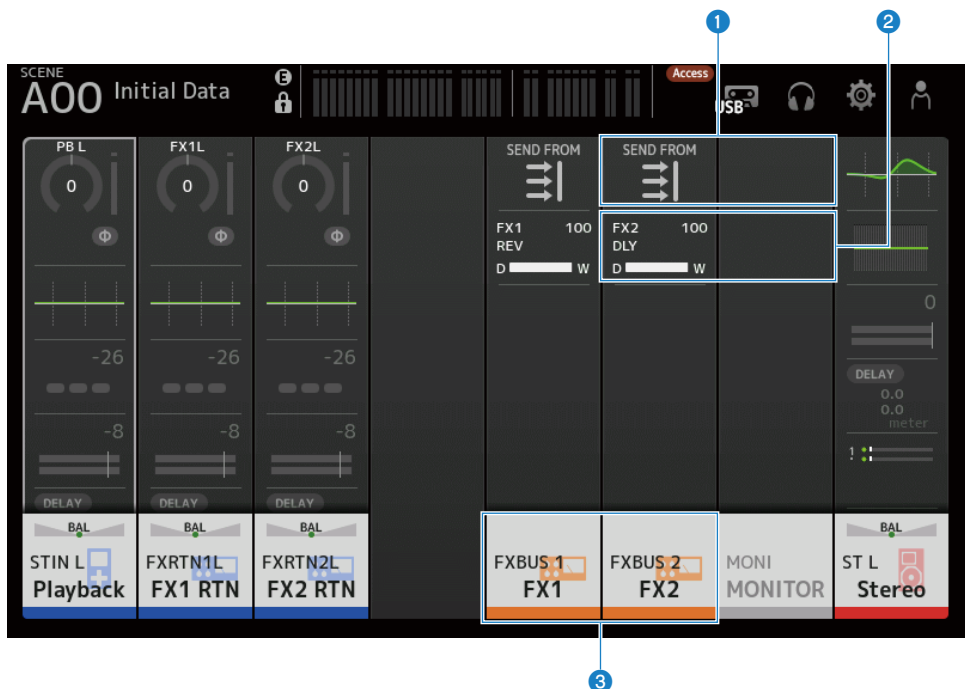 1
2
SCENE
A00 Initial Data
E
Access
USB
PB L
FX1L
FX2L
SEND FROM
SEND FROM
0
0
0
Φ
Φ
Φ
FX1 100
REV
D W
FX2 100
DLY
D W
0
-26
-26
-26
DELAY
0.0
0.0
meter
-8
-8
-8
1
DELAY
DELAY
DELAY
BAL
BAL
BAL
BAL
STIN L
Playback
FXRTN1L
FX1 RTN
FXRTN2L
FX2 RTN
FXBUS 1
FX1
FXBUS 2
FX2
MONI
MONITOR
ST L
Stereo
3